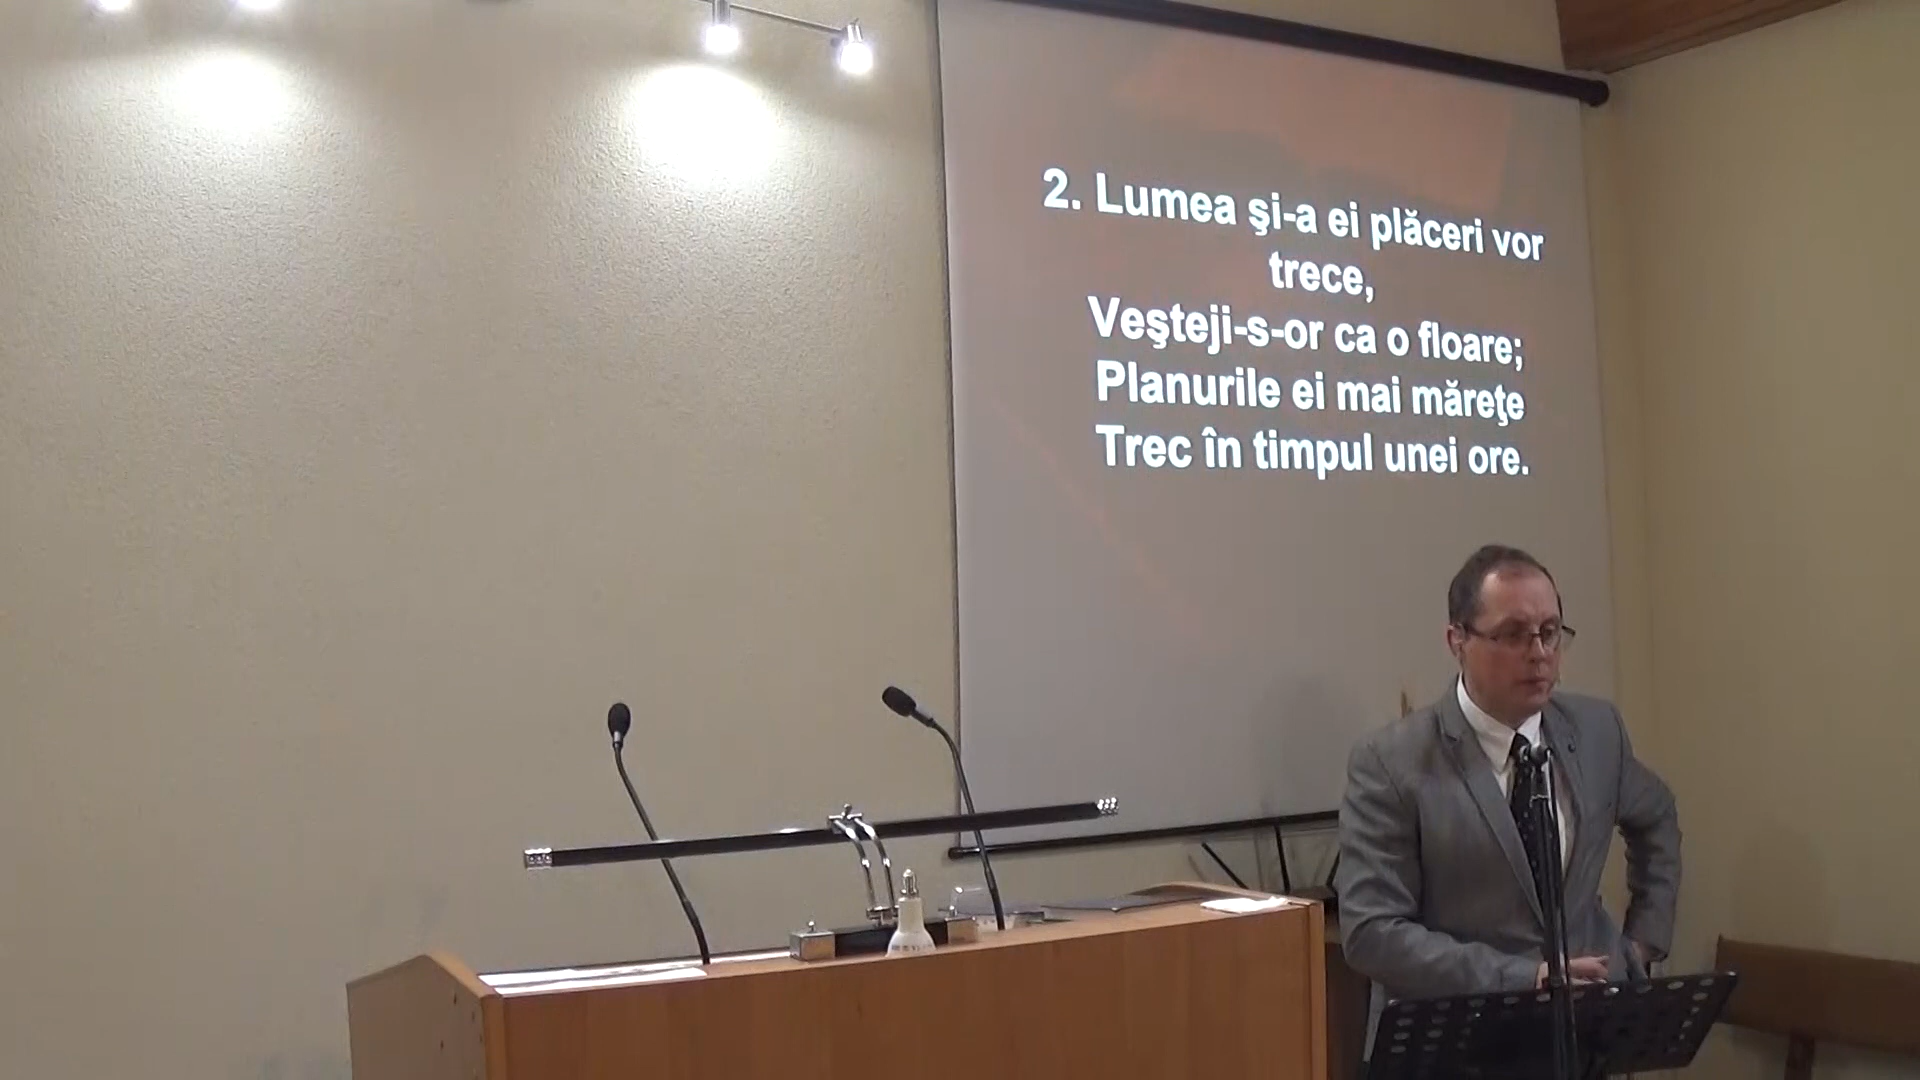 2. Lumea şi-a ei plăceri vor
trece,
Veşteji-s-or ca o floare;
Planurile ei mai măreţe
Trec în timpul unei ore.